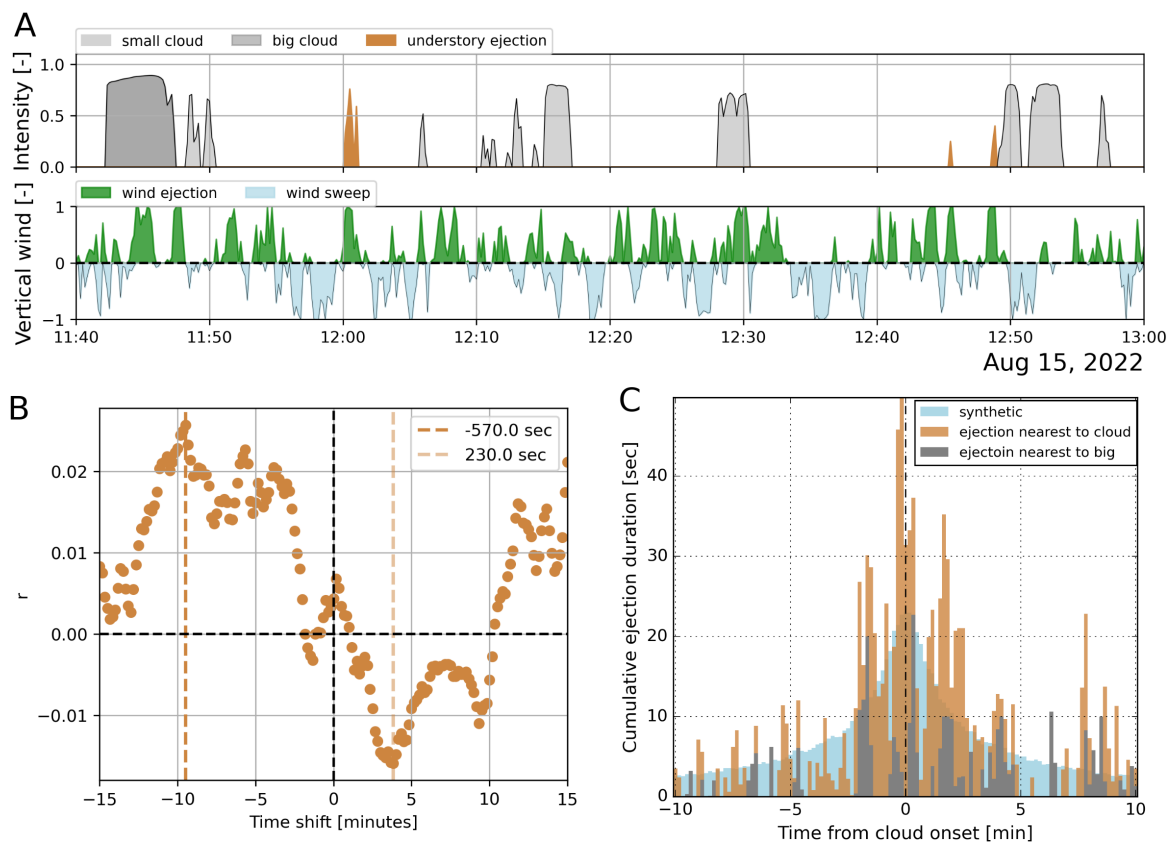 A
small cloud big cloud understory ejection
Intensity [-]
1.0
0.5
0.0
wind ejection wind sweep
Vertical wind [-]
1
0
−1
11:40 11:50 12:00 12:10 12:20 12:30 12:40 12:50 13:00
Aug 15, 2022
B
-570.0 sec
230.0 sec
r
0.02
0.01
0.00
−0.01
−15 −10 −5 0 5 10 15
Time shift [minutes]
C
synthetic
ejection nearest to cloud
ejectoin nearest to big
Cumulative ejection duration [sec]
40
30
20
10
0
−10 −5 0 5 10
Time from cloud onset [min]